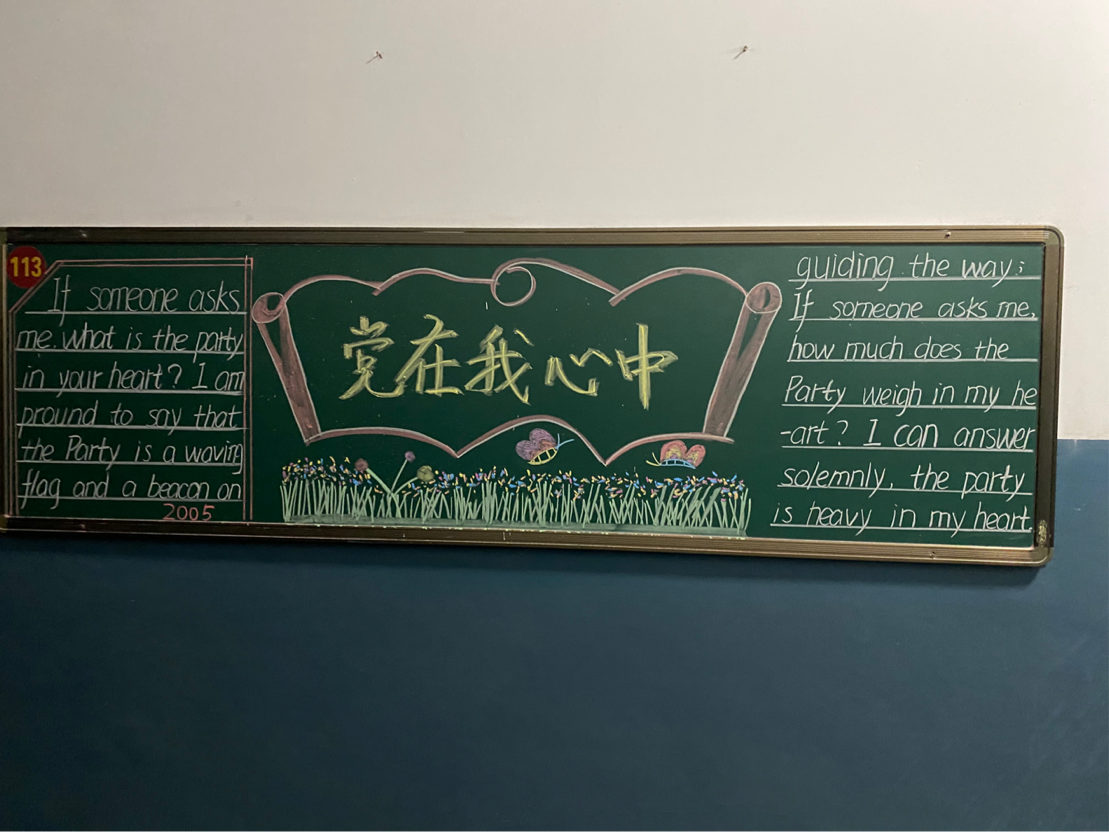 113
If someone asks
me. what is the party
in your heart? I am
pround to say that
the Party is a waving
flag and a beacon on
2005
党在我心中
guiding the way;
If someone asks me,
how much does the
Party weigh in my he
-art? I can answer
solemnly, the party
is heavy in my heart.